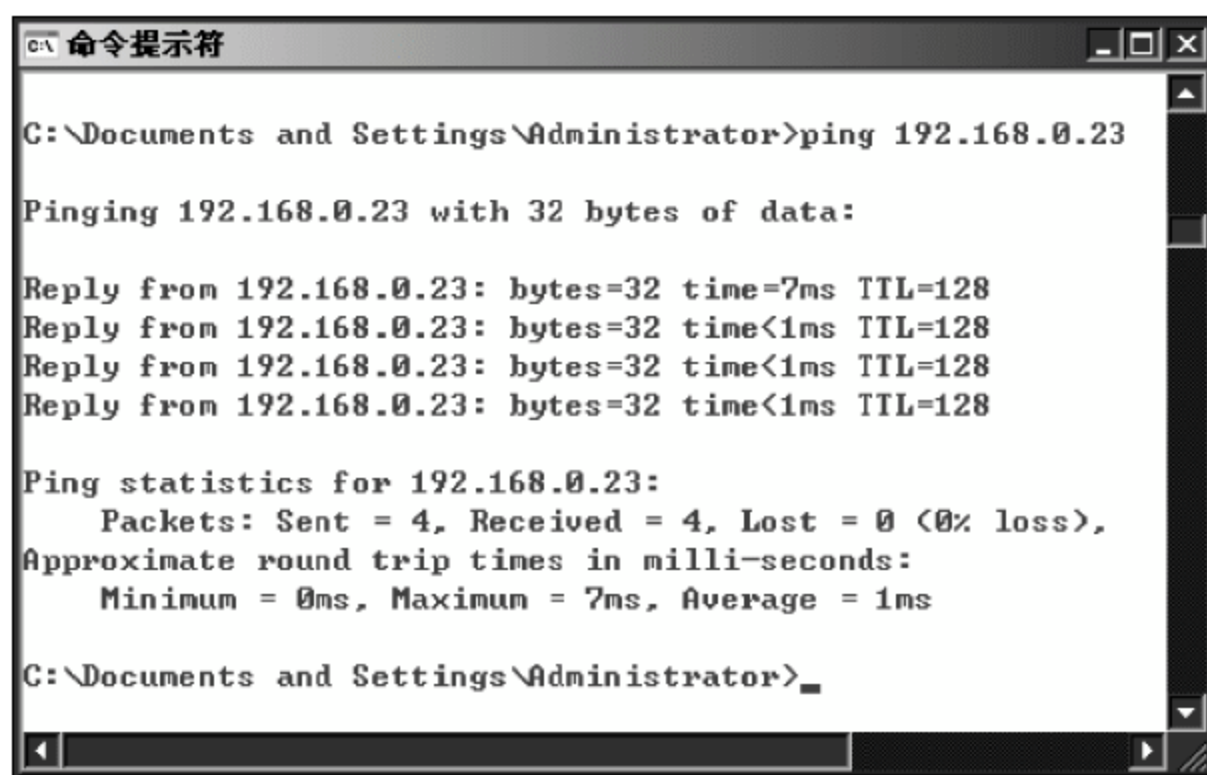 命令提示符
C:\Documents and Settings\Administrator>ping 192.168.0.23
Pinging 192.168.0.23 with 32 bytes of data:
Reply from 192.168.0.23: bytes=32 time=7ms TTL=128
Reply from 192.168.0.23: bytes=32 time<1ms TTL=128
Reply from 192.168.0.23: bytes=32 time<1ms TTL=128
Reply from 192.168.0.23: bytes=32 time<1ms TTL=128
Ping statistics for 192.168.0.23:
    Packets: Sent = 4, Received = 4, Lost = 0 (0% loss),
Approximate round trip times in milli-seconds:
    Minimum = 0ms, Maximum = 7ms, Average = 1ms
C:\Documents and Settings\Administrator>_